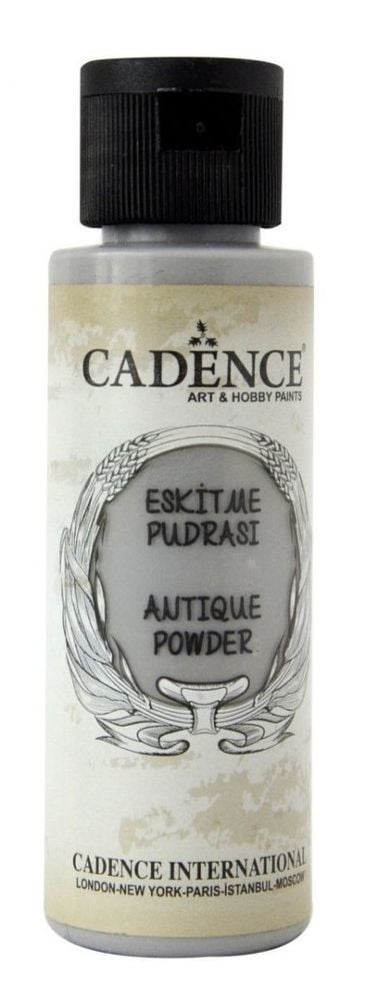 CADENCE®
ART & HOBBY PAINTS
ESKİTME
PUDRASI
ANTIQUE
POWDER
CADENCE INTERNATIONAL
LONDON-NEW YORK-PARIS-İSTANBUL-MOSCOW